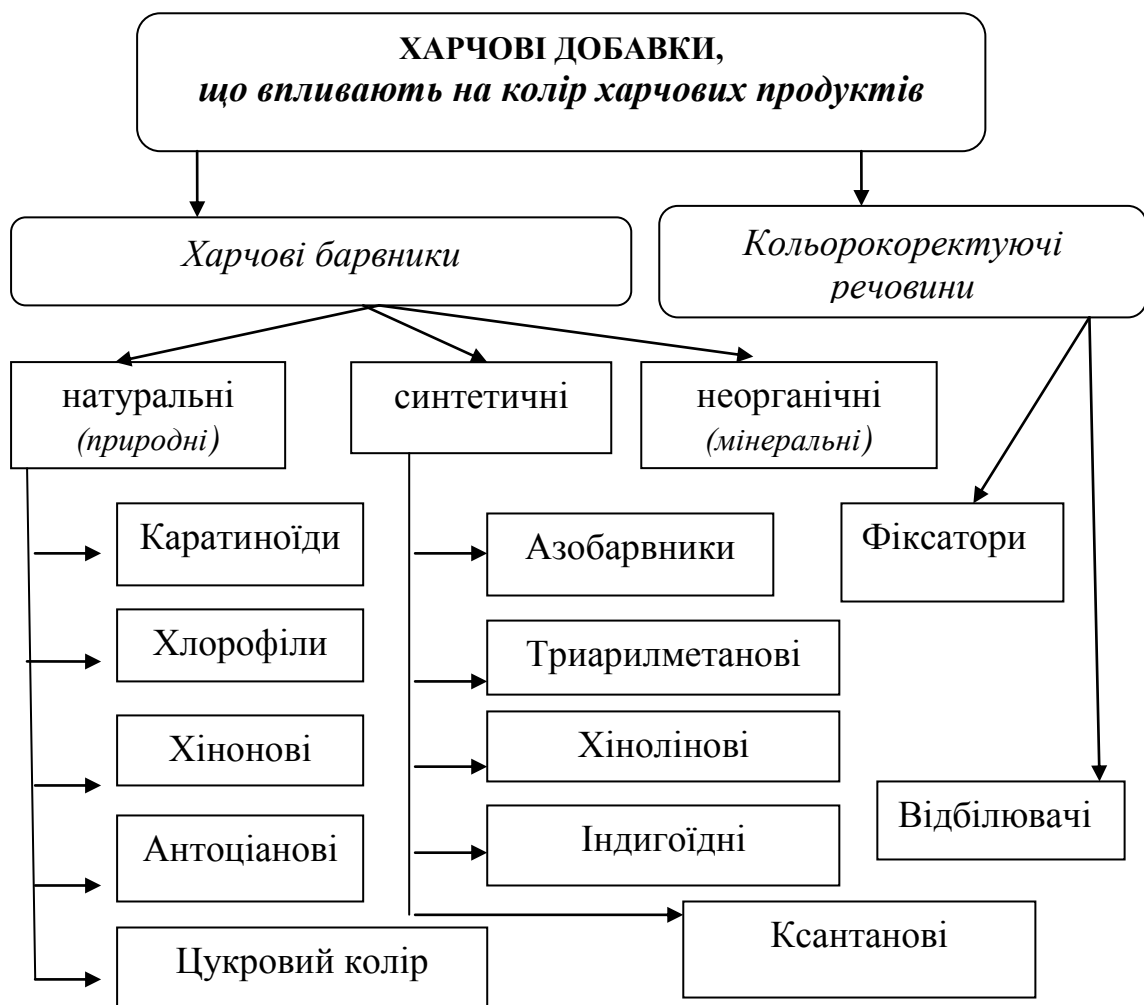 ХАРЧОВІ ДОБАВКИ,
що впливають на колір харчових продуктів
Харчові барвники
Кольорокоректуючі
речовини
натуральні
(природні)
синтетичні
неорганічні
(мінеральні)
Каратиноїди
Хлорофіли
Хінонові
Антоціанові
Цукровий колір
Азобарвники
Триарилметанові
Хінолінові
Індигоїдні
Ксантанові
Фіксатори
Відбілювачі